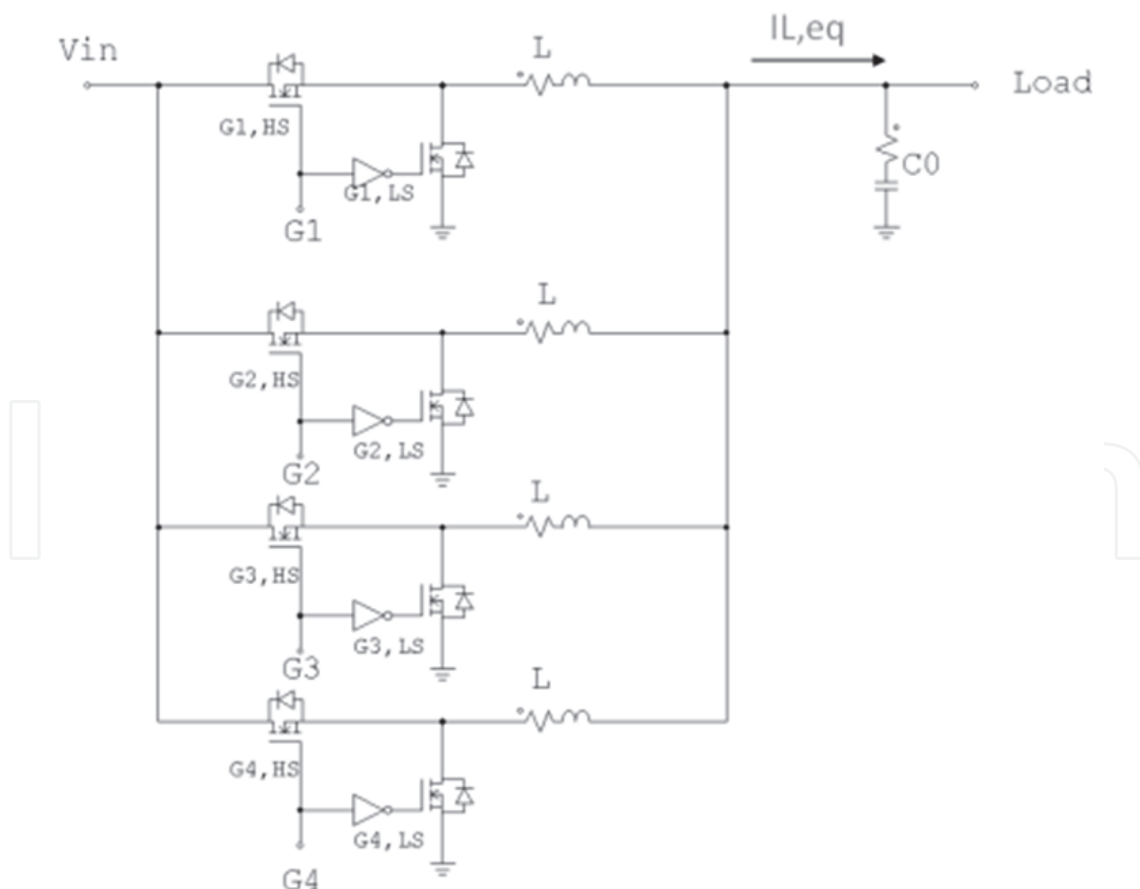 IL,eq
Vin
L
Load
G1,HS
C0
G1,LS
G1
L
G2,HS
G2,LS
G2
L
G3,HS
G3,LS
G3
L
G4,HS
G4,LS
G4